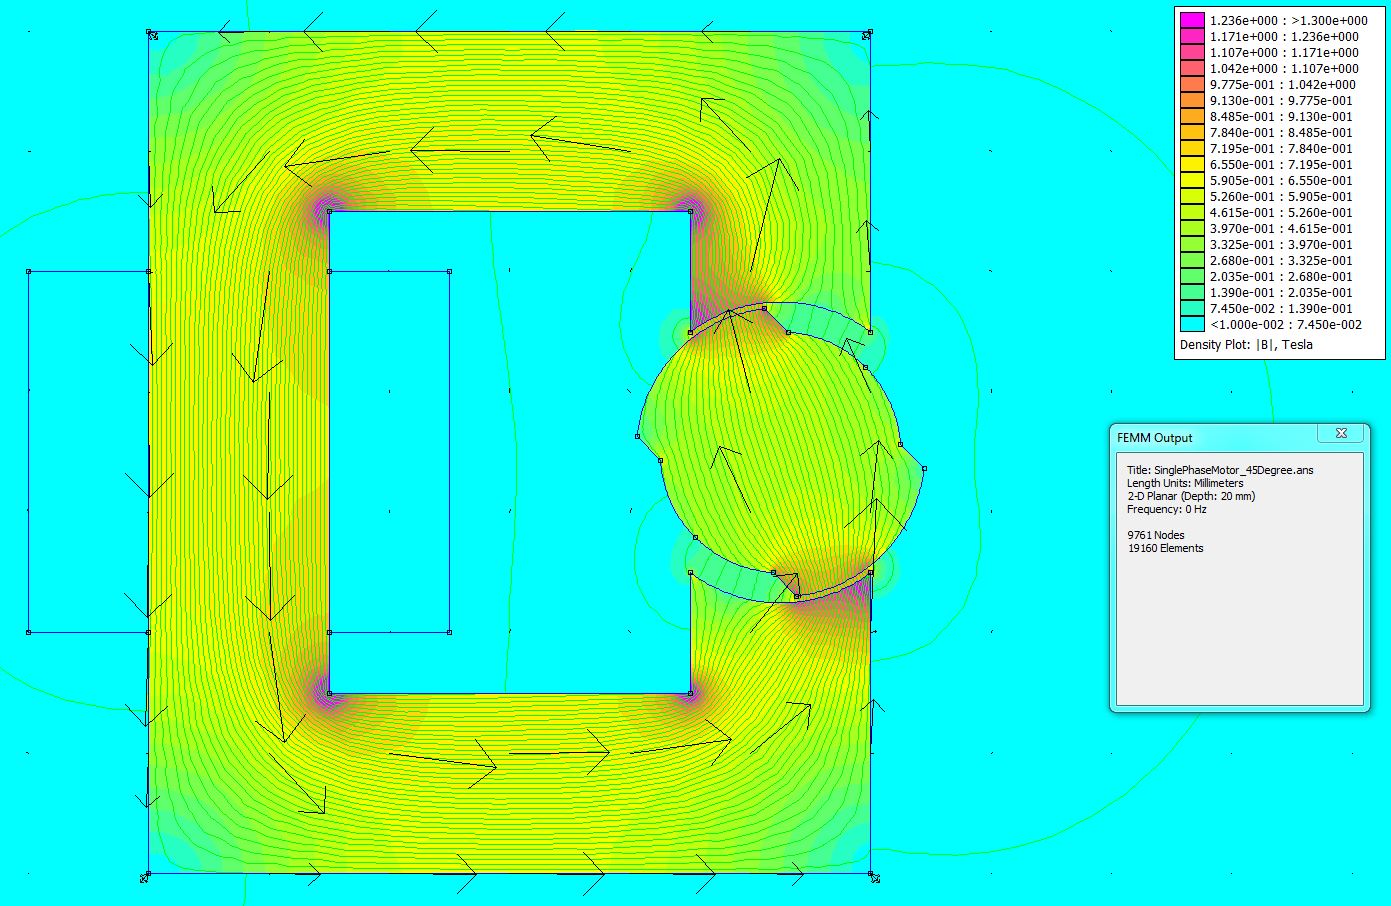 1.236e+000 : >1.300e+000
1.171e+000 : 1.236e+000
1.107e+000 : 1.171e+000
1.042e+000 : 1.107e+000
9.775e-001 : 1.042e+000
9.130e-001 : 9.775e-001
8.485e-001 : 9.130e-001
7.840e-001 : 8.485e-001
7.195e-001 : 7.840e-001
6.550e-001 : 7.195e-001
5.905e-001 : 6.550e-001
5.260e-001 : 5.905e-001
4.615e-001 : 5.260e-001
3.970e-001 : 4.615e-001
3.325e-001 : 3.970e-001
2.680e-001 : 3.325e-001
2.035e-001 : 2.680e-001
1.390e-001 : 2.035e-001
7.450e-002 : 1.390e-001
<1.000e-002 : 7.450e-002
Density Plot: |B|, Tesla
FEMM Output
Title: SinglePhaseMotor_45Degree.ans
Length Units: Millimeters
2-D Planar (Depth: 20 mm)
Frequency: 0 Hz
9761 Nodes
19160 Elements